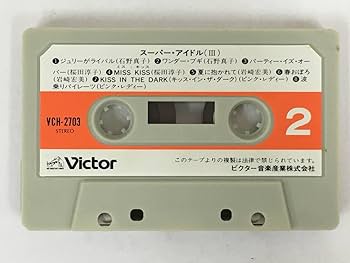 スーパー・アイドル(III)
❶ジュリーがライバル(石野真子) ❷ワンダー・ブギ(石野真子) ❸パーティー・イズ・オー
ミス キッス
バー(桜田淳子) ❹MISS KISS(桜田淳子) ❺夏に抱かれて(岩崎宏美) ❻春おぼろ
(岩崎宏美) ❼KISS IN THE DARK(キッス・イン・ザ・ダーク)(ピンク・レディー) ❽波
乗りパイレーツ(ピンク・レディー)
VCH-2703
STEREO
2
Victor
このテープよりの複製は法律で禁じられています。
ビクター音楽産業株式会社